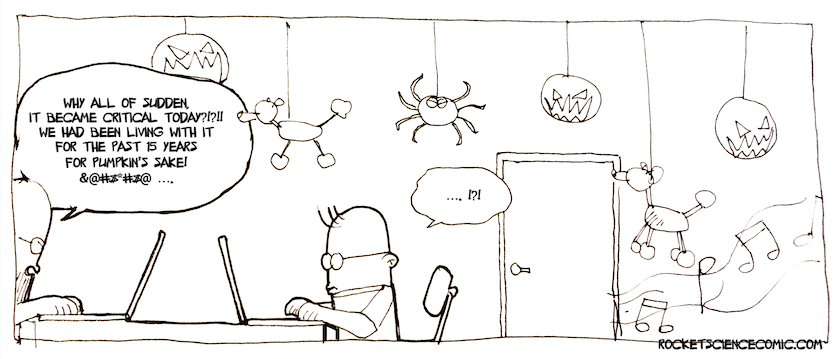 WHY ALL OF SUDDEN,
IT BECAME CRITICAL TODAY?!?!!
WE HAD BEEN LIVING WITH IT
FOR THE PAST 15 YEARS
FOR PUMPKIN'S SAKE!
&@#$*#$@ ....
.... !?!
ROCKETSCIENCECOMIC.COM